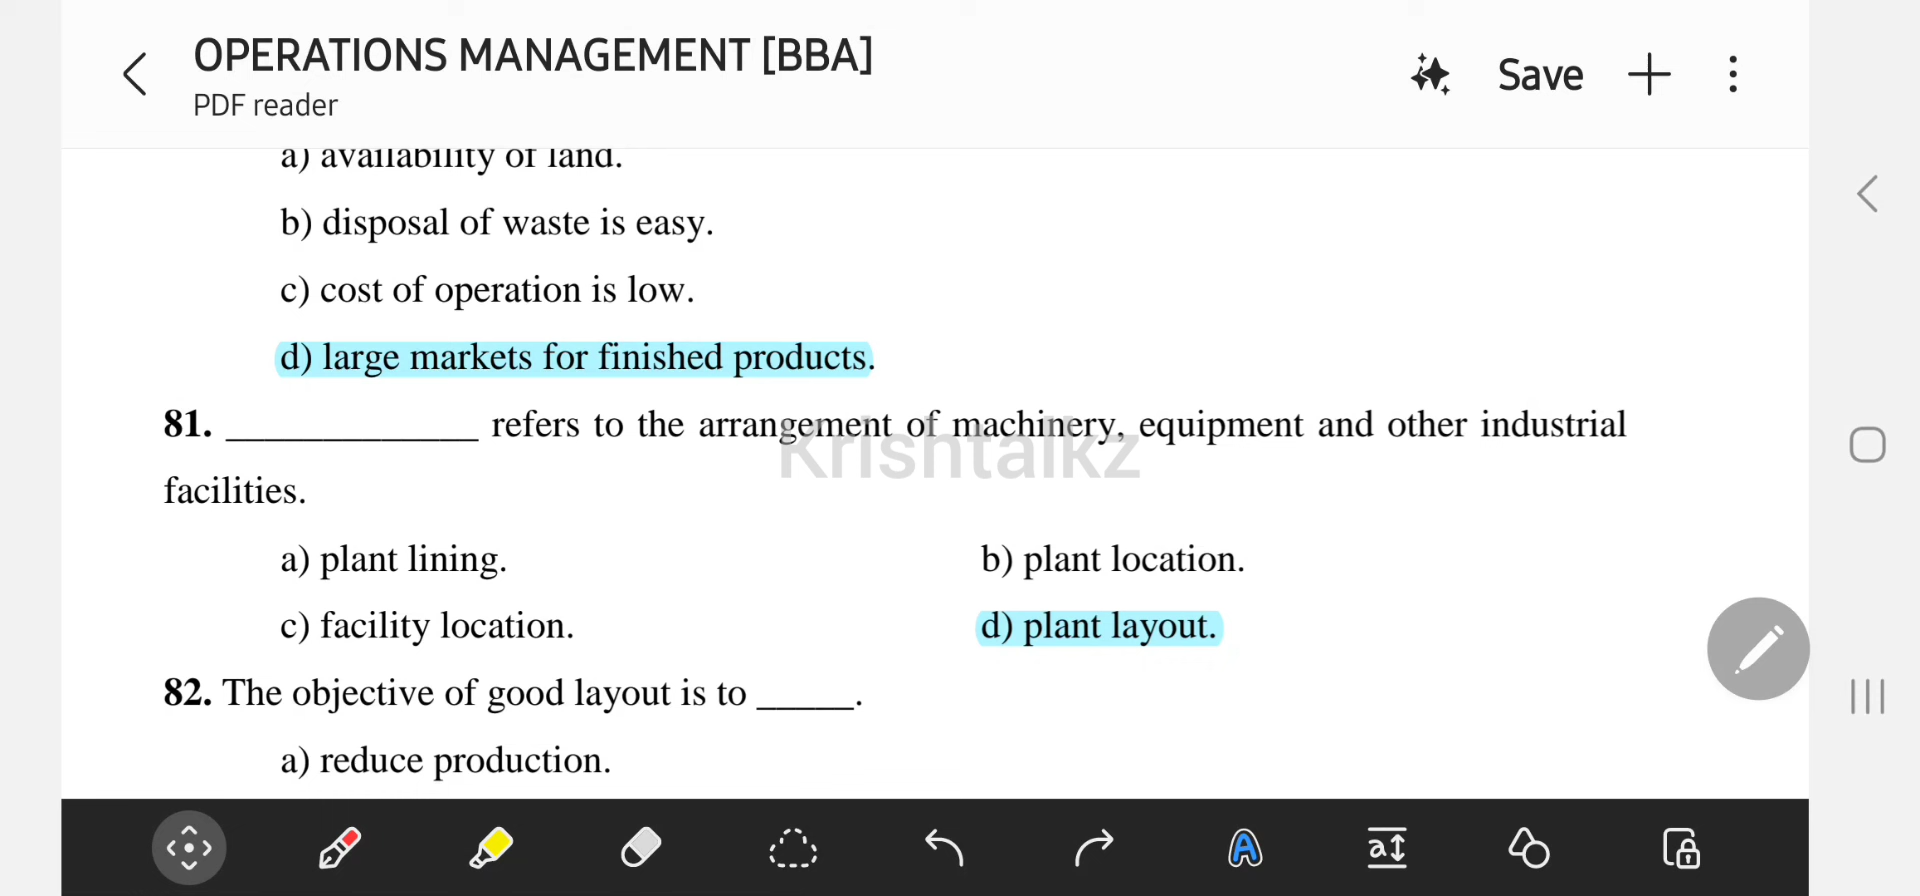 OPERATIONS MANAGEMENT [BBA]
PDF reader
Save
a) availability of land.
b) disposal of waste is easy.
c) cost of operation is low.
d) large markets for finished products.
81. _____________ refers to the arrangement of machinery, equipment and other industrial
Krishtalkz
facilities.
a) plant lining.
b) plant location.
c) facility location.
d) plant layout.
82. The objective of good layout is to _____.
a) reduce production.